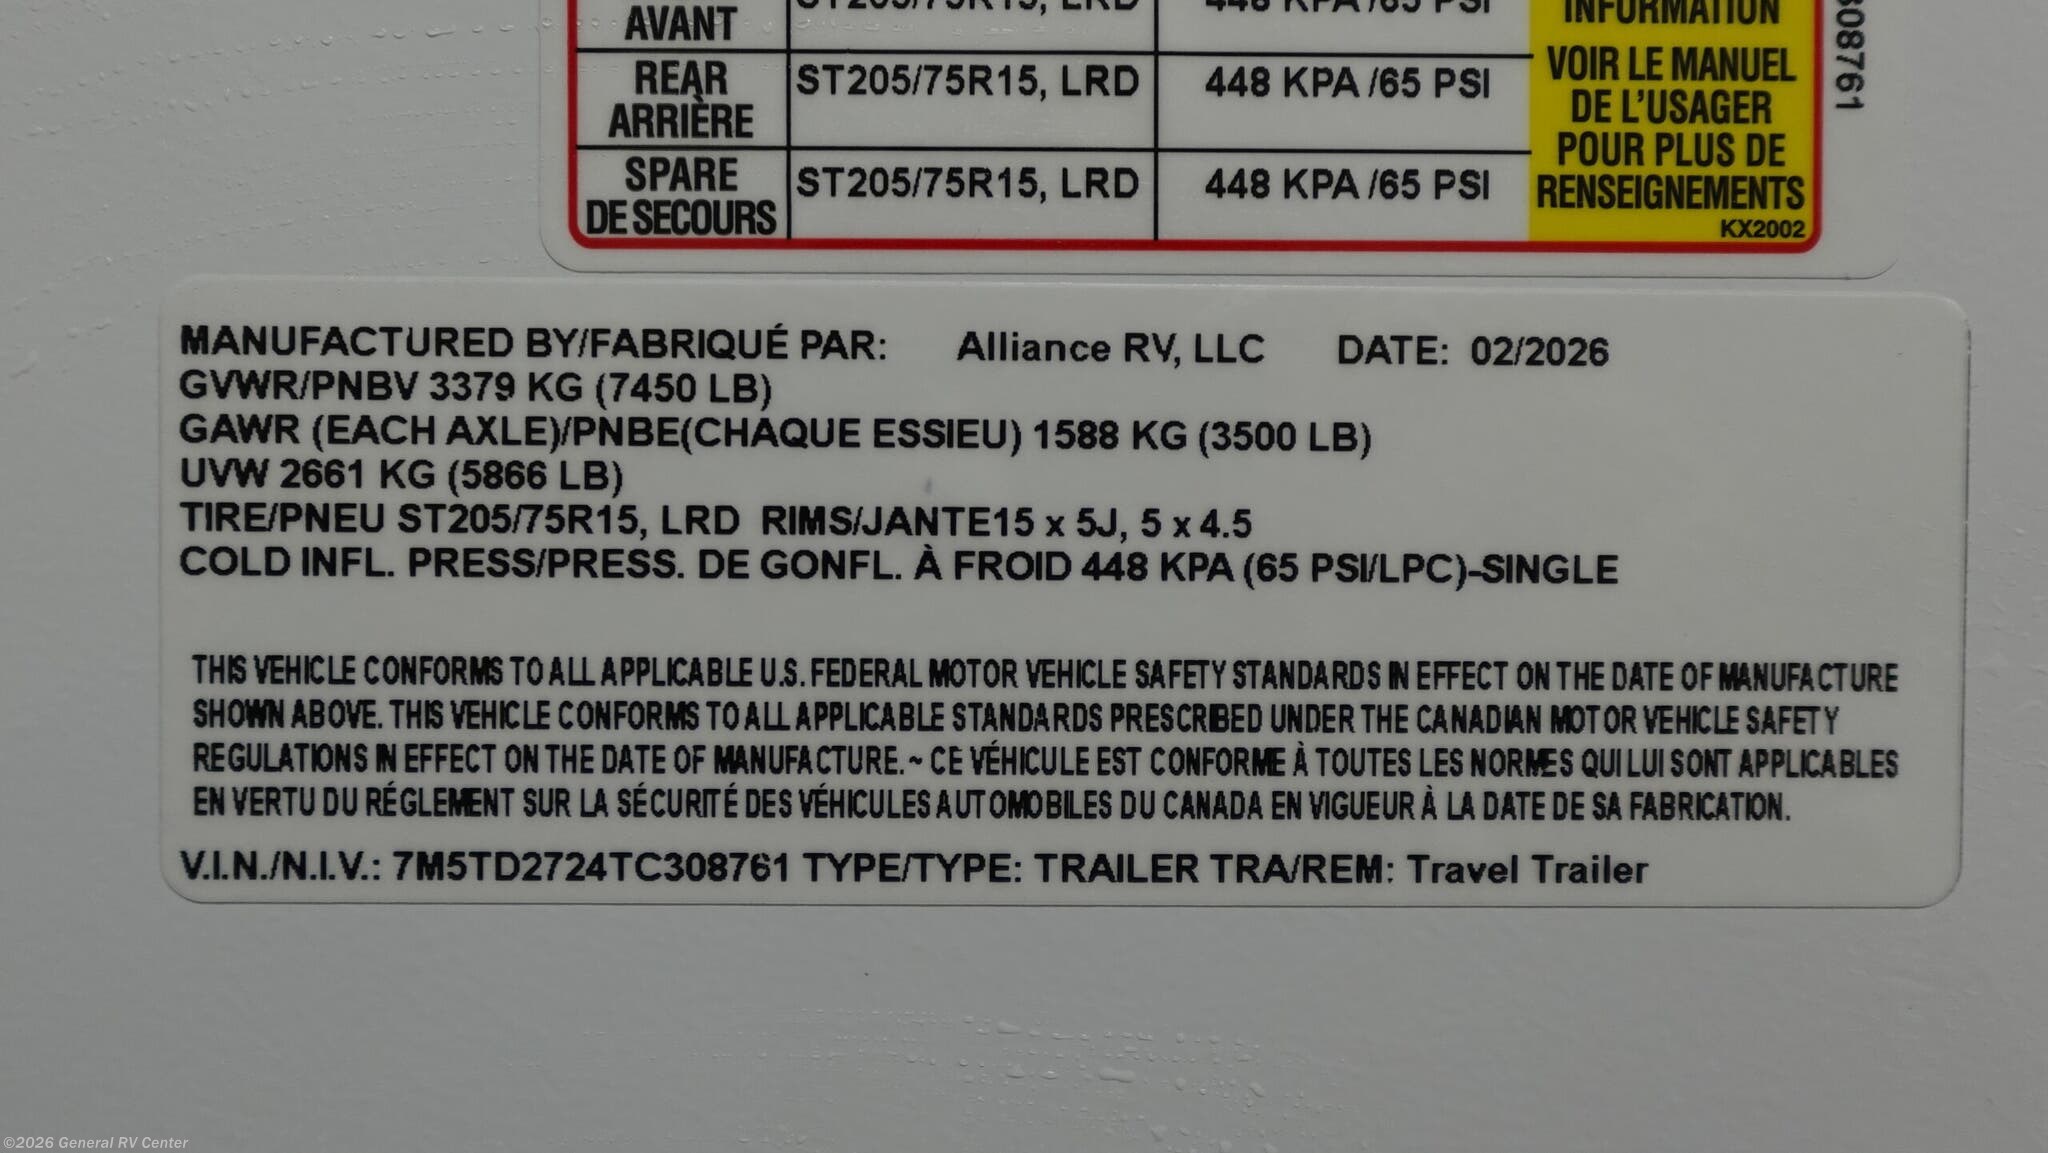 AVANT ST205/75R15, LRD 448 KPA /65 PSI INFORMATION
REAR ST205/75R15, LRD 448 KPA /65 PSI VOIR LE MANUEL
ARRIÈRE DE L'USAGER
POUR PLUS DE
SPARE ST205/75R15, LRD 448 KPA /65 PSI RENSEIGNEMENTS
DE SECOURS KX2002
308761
MANUFACTURED BY/FABRIQUÉ PAR: Alliance RV, LLC DATE: 02/2026
GVWR/PNBV 3379 KG (7450 LB)
GAWR (EACH AXLE)/PNBE(CHAQUE ESSIEU) 1588 KG (3500 LB)
UVW 2661 KG (5866 LB)
TIRE/PNEU ST205/75R15, LRD RIMS/JANTE15 x 5J, 5 x 4.5
COLD INFL. PRESS/PRESS. DE GONFL. À FROID 448 KPA (65 PSI/LPC)-SINGLE
THIS VEHICLE CONFORMS TO ALL APPLICABLE U.S. FEDERAL MOTOR VEHICLE SAFETY STANDARDS IN EFFECT ON THE DATE OF MANUFACTURE
SHOWN ABOVE. THIS VEHICLE CONFORMS TO ALL APPLICABLE STANDARDS PRESCRIBED UNDER THE CANADIAN MOTOR VEHICLE SAFETY
REGULATIONS IN EFFECT ON THE DATE OF MANUFACTURE. ~ CE VÉHICULE EST CONFORME À TOUTES LES NORMES QUI LUI SONT APPLICABLES
EN VERTU DU RÉGLEMENT SUR LA SÉCURITÉ DES VÉHICULES AUTOMOBILES DU CANADA EN VIGUEUR À LA DATE DE SA FABRICATION.
V.I.N./N.I.V.: 7M5TD2724TC308761 TYPE/TYPE: TRAILER TRA/REM: Travel Trailer
©2026 General RV Center